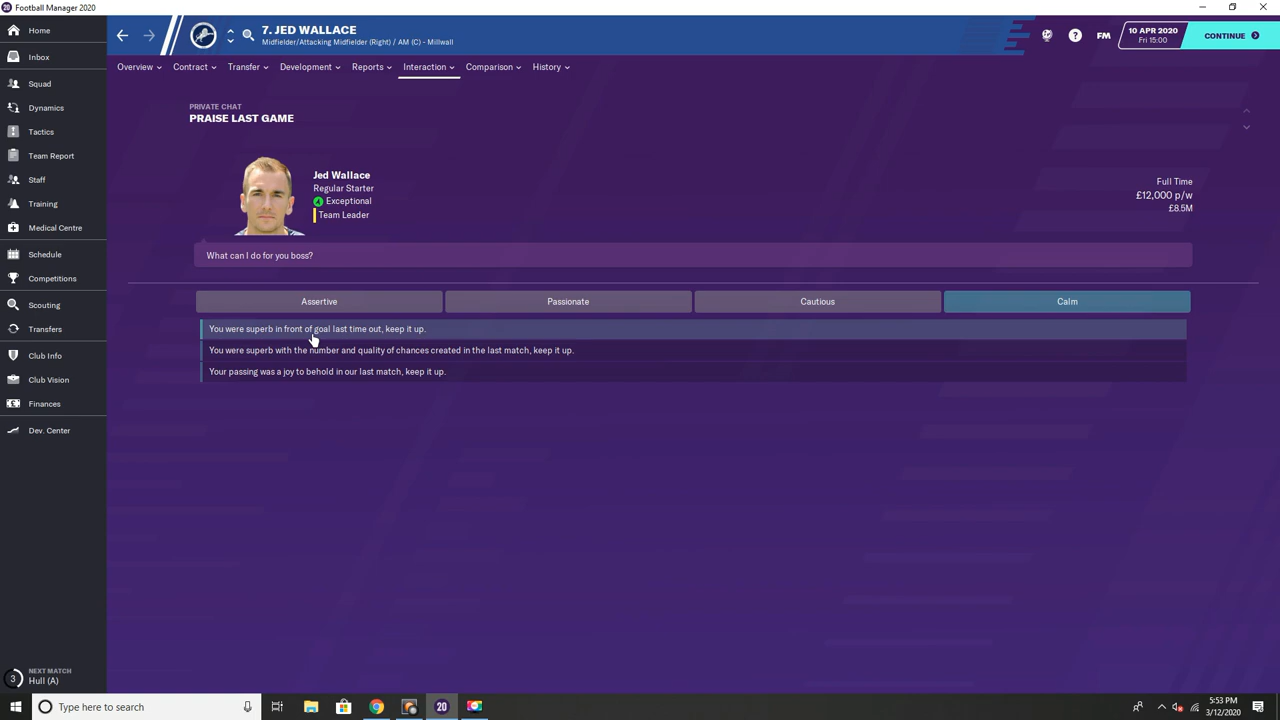 20 Football Manager 2020
7. JED WALLACE
Midfielder/Attacking Midfielder (Right) / AM (C) - Millwall
? FM
10 APR 2020
Fri 15:00
CONTINUE
Overview Contract Transfer Development Reports Interaction Comparison History
Home
Inbox
Squad
Dynamics
Tactics
Team Report
Staff
Training
Medical Centre
Schedule
Competitions
Scouting
Transfers
Club Info
Club Vision
Finances
Dev. Center
PRIVATE CHAT
PRAISE LAST GAME
Jed Wallace
Regular Starter
Exceptional
Team Leader
Full Time
£12,000 p/w
£8.5M
What can I do for you boss?
Assertive Passionate Cautious Calm
You were superb in front of goal last time out, keep it up.
You were superb with the number and quality of chances created in the last match, keep it up.
Your passing was a joy to behold in our last match, keep it up.
3 NEXT MATCH
Hull (A)
Type here to search
20
5:53 PM
3/12/2020